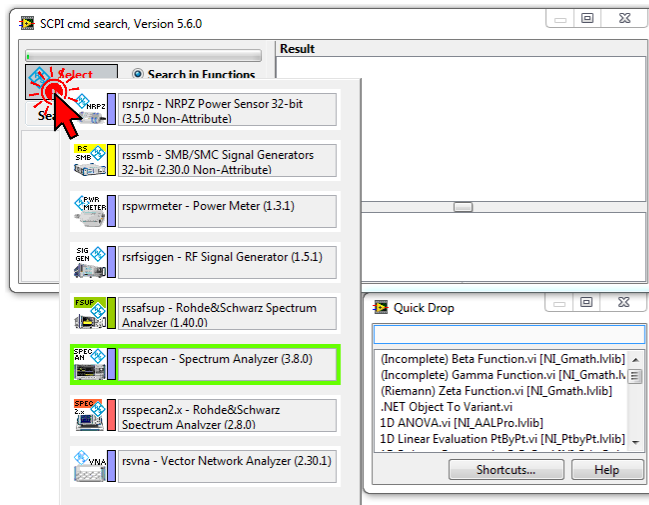 SCPI cmd search, Version 5.6.0
Result
Select
Search in Functions
Sea
NRPZ
rsnrpz - NRPZ Power Sensor 32-bit
(3.5.0 Non-Attribute)
RS
SMB
rssmb - SMB/SMC Signal Generators
32-bit (2.30.0 Non-Attribute)
PWR
METER
rspwrmeter - Power Meter (1.3.1)
SIG
GEN
rsrfsiggen - RF Signal Generator (1.5.1)
FSUP
rssafsup - Rohde&Schwarz Spectrum
Analyzer (1.40.0)
SPEC
AN
rsspecan - Spectrum Analyzer (3.8.0)
SPEC
2.x
rsspecan2.x - Rohde&Schwarz
Spectrum Analyzer (2.8.0)
VNA
rsvna - Vector Network Analyzer (2.30.1)
Quick Drop
(Incomplete) Beta Function.vi [NI_Gmath.lvlib]
(Incomplete) Gamma Function.vi [NI_Gmath.lv
(Riemann) Zeta Function.vi [NI_Gmath.lvlib]
.NET Object To Variant.vi
1D ANOVA.vi [NI_AALPro.lvlib]
1D Linear Evaluation PtByPt.vi [NI_PtbyPt.lvlib]
Shortcuts...
Help